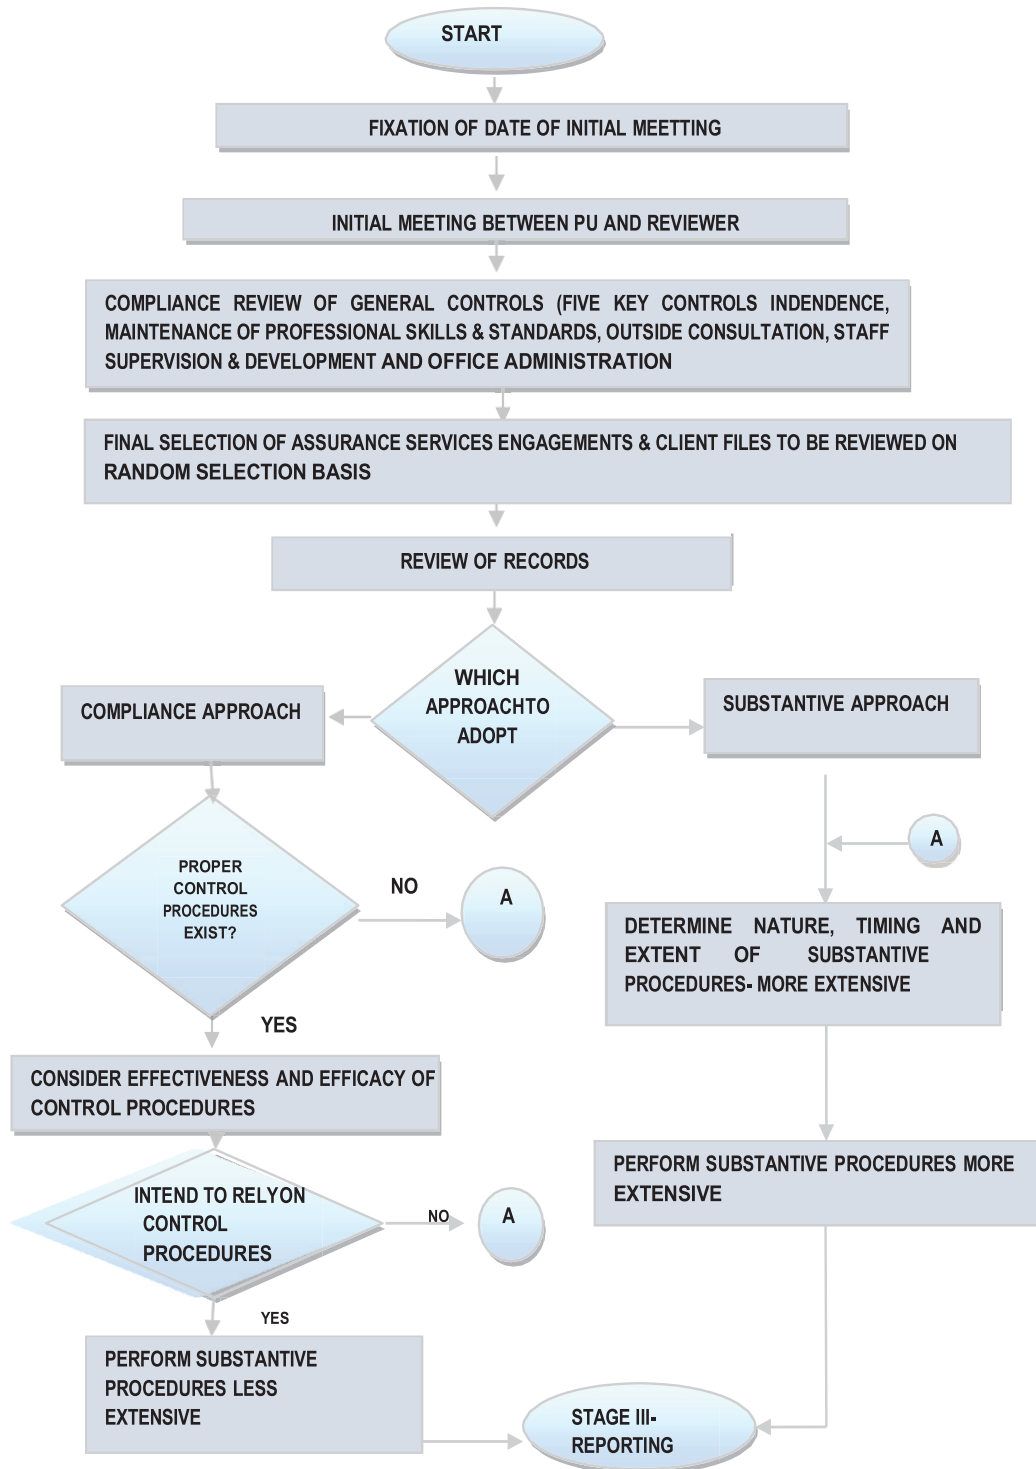 START
FIXATION OF DATE OF INITIAL MEETTING
INITIAL MEETING BETWEEN PU AND REVIEWER
COMPLIANCE REVIEW OF GENERAL CONTROLS (FIVE KEY CONTROLS INDENDENCE,
MAINTENANCE OF PROFESSIONAL SKILLS & STANDARDS, OUTSIDE CONSULTATION, STAFF
SUPERVISION & DEVELOPMENT AND OFFICE ADMINISTRATION
FINAL SELECTION OF ASSURANCE SERVICES ENGAGEMENTS & CLIENT FILES TO BE REVIEWED ON
RANDOM SELECTION BASIS
REVIEW OF RECORDS
WHICH
APPROACHTO
ADOPT
COMPLIANCE APPROACH
SUBSTANTIVE APPROACH
PROPER
CONTROL
PROCEDURES
EXIST?
NO
A
A
DETERMINE NATURE, TIMING AND
EXTENT OF SUBSTANTIVE
PROCEDURES- MORE EXTENSIVE
YES
CONSIDER EFFECTIVENESS AND EFFICACY OF
CONTROL PROCEDURES
PERFORM SUBSTANTIVE PROCEDURES MORE
EXTENSIVE
INTEND TO RELYON
CONTROL
PROCEDURES
NO
A
YES
PERFORM SUBSTANTIVE
PROCEDURES LESS
EXTENSIVE
STAGE III-
REPORTING